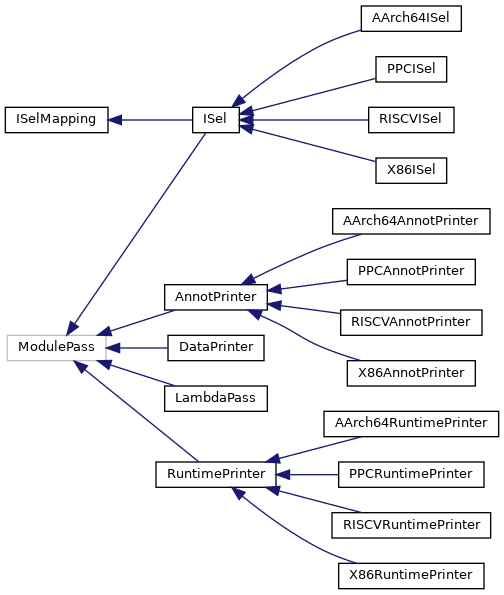 AArch64ISel
PPCISel
ISelMapping
ISel
RISCVISel
X86ISel
AArch64AnnotPrinter
PPCAnnotPrinter
AnnotPrinter
RISCVAnnotPrinter
ModulePass
DataPrinter
X86AnnotPrinter
LambdaPass
AArch64RuntimePrinter
RuntimePrinter
PPCRuntimePrinter
RISCVRuntimePrinter
X86RuntimePrinter